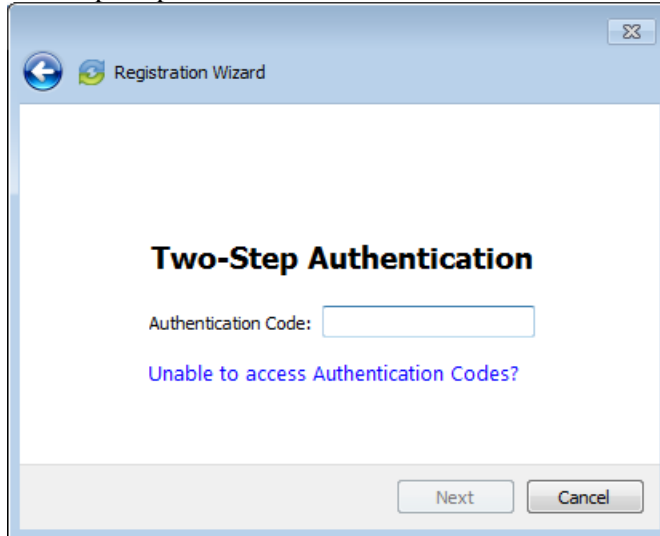 Registration Wizard
Two-Step Authentication
Authentication Code:
Unable to access Authentication Codes?
Next Cancel